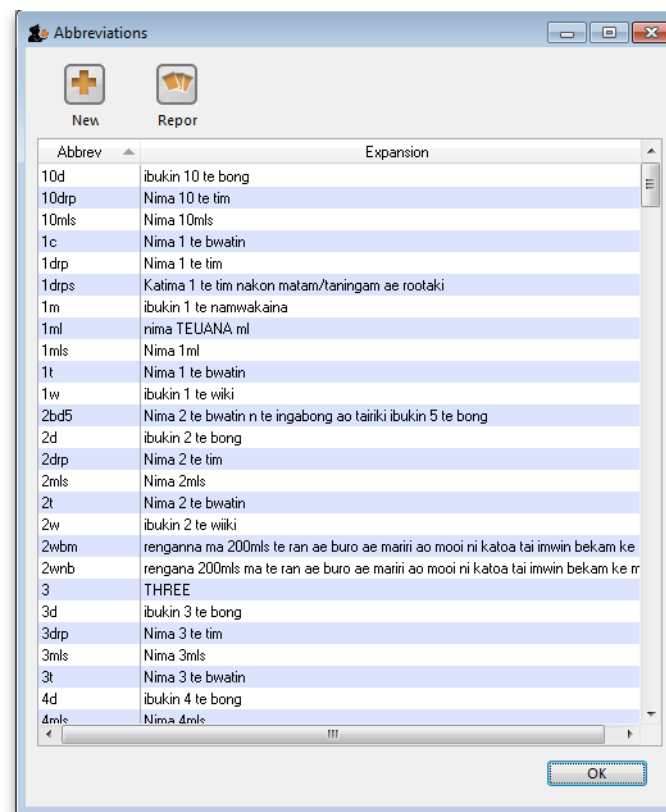 Abbreviations
New
Repor
Abbrev Expansion
10d ibukin 10 te bong
10drp Nima 10 te tim
10mls Nima 10mls
1c Nima 1 te bwatin
1drp Nima 1 te tim
1drps Katima 1 te tim nakon matam/taningam ae rootaki
1m ibukin 1 te namwakaina
1ml nima TEUANA ml
1mls Nima 1ml
1t Nima 1 te bwatin
1w ibukin 1 te wiki
2bd5 Nima 2 te bwatin n te ingabong ao tairiki ibukin 5 te bong
2d ibukin 2 te bong
2drp Nima 2 te tim
2mls Nima 2mls
2t Nima 2 te bwatin
2w ibukin 2 te wiiki
2wbm renganna ma 200mls te ran ae buro ae mariri ao mooi ni katoa tai imwin bekam ke
2wnb rengana 200mls ma te ran ae buro ae mariri ao mooi ni katoa tai imwin bekam ke m
3 THREE
3d ibukin 3 te bong
3drp Nima 3 te tim
3mls Nima 3mls
3t Nima 3 te bwatin
4d ibukin 4 te bong
4mls Nima 4mls
OK